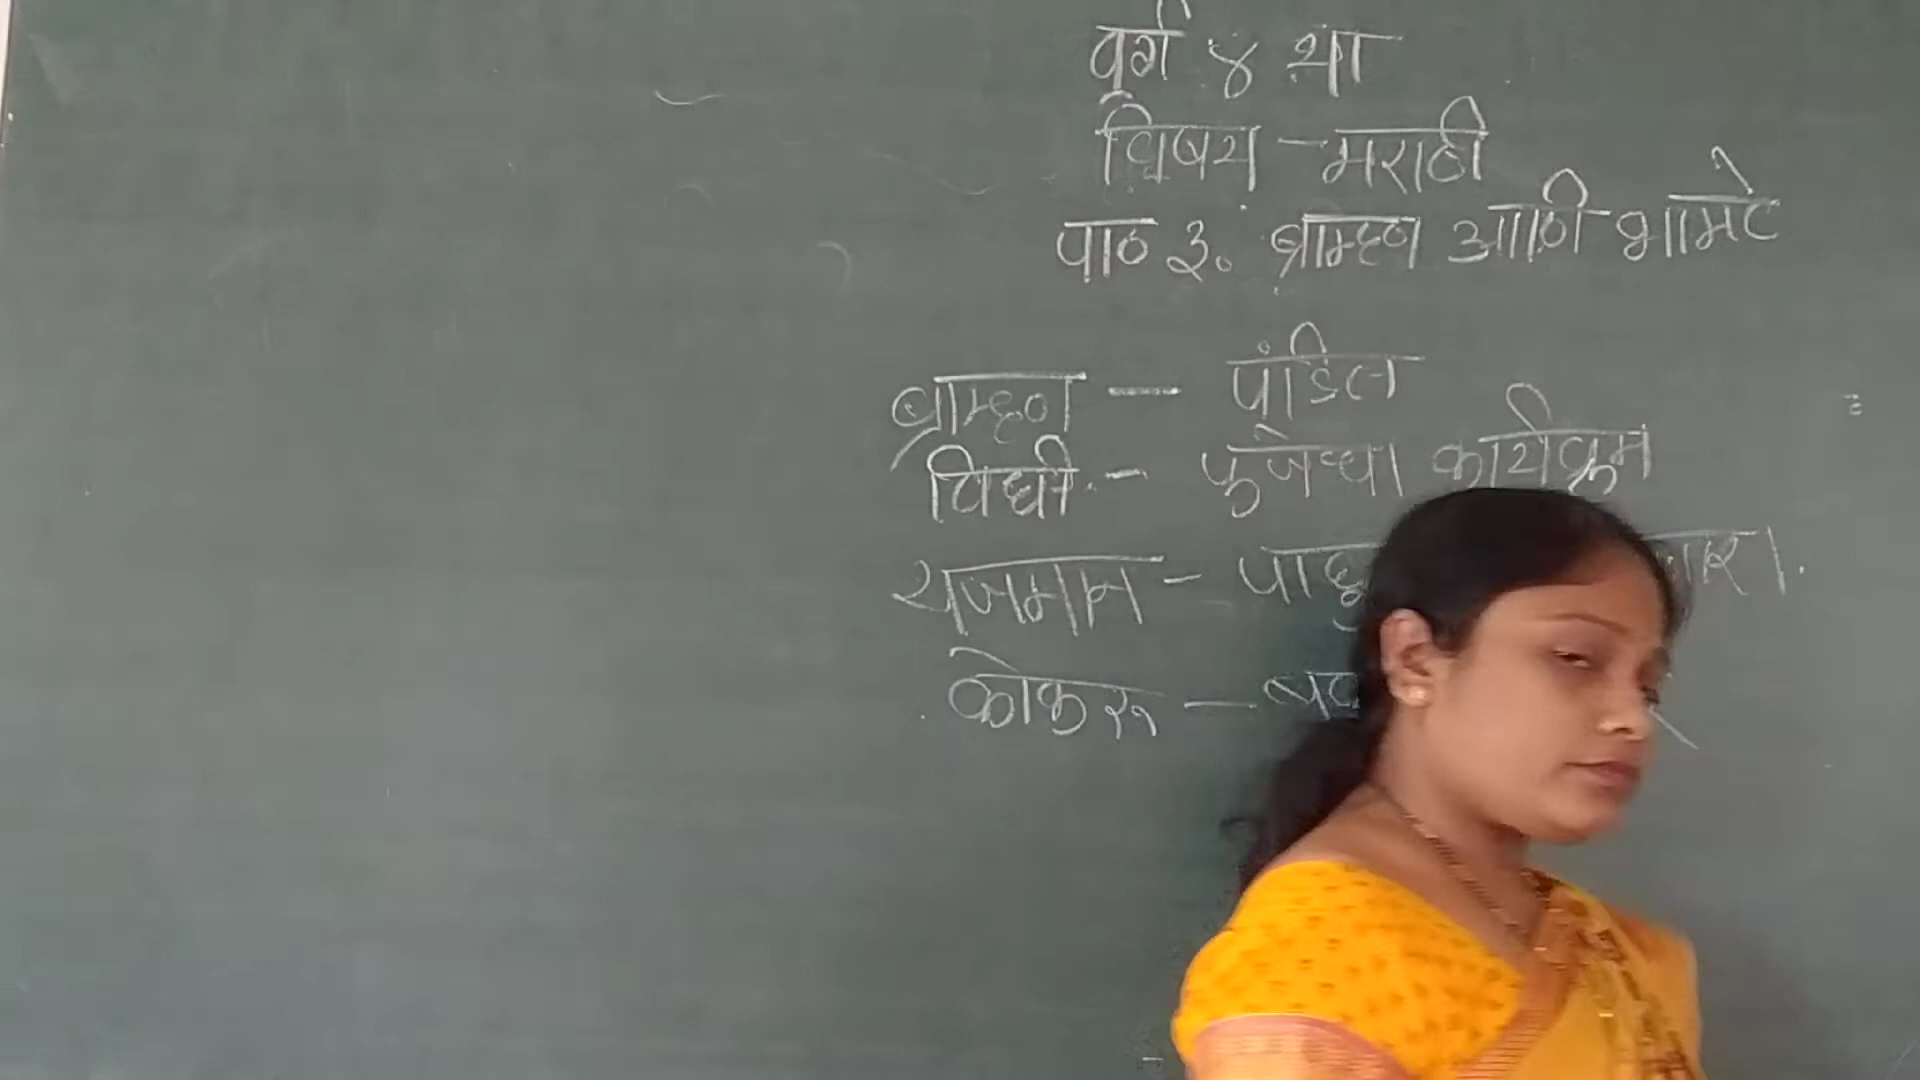 वर्ग ४ था
विषय - मराठी
पाठ ३. ब्राम्हण आणि भामटे
ब्राम्हण - पंडित
विधी - पुजेचा कार्यक्रम
यजमान -
कोकरू -